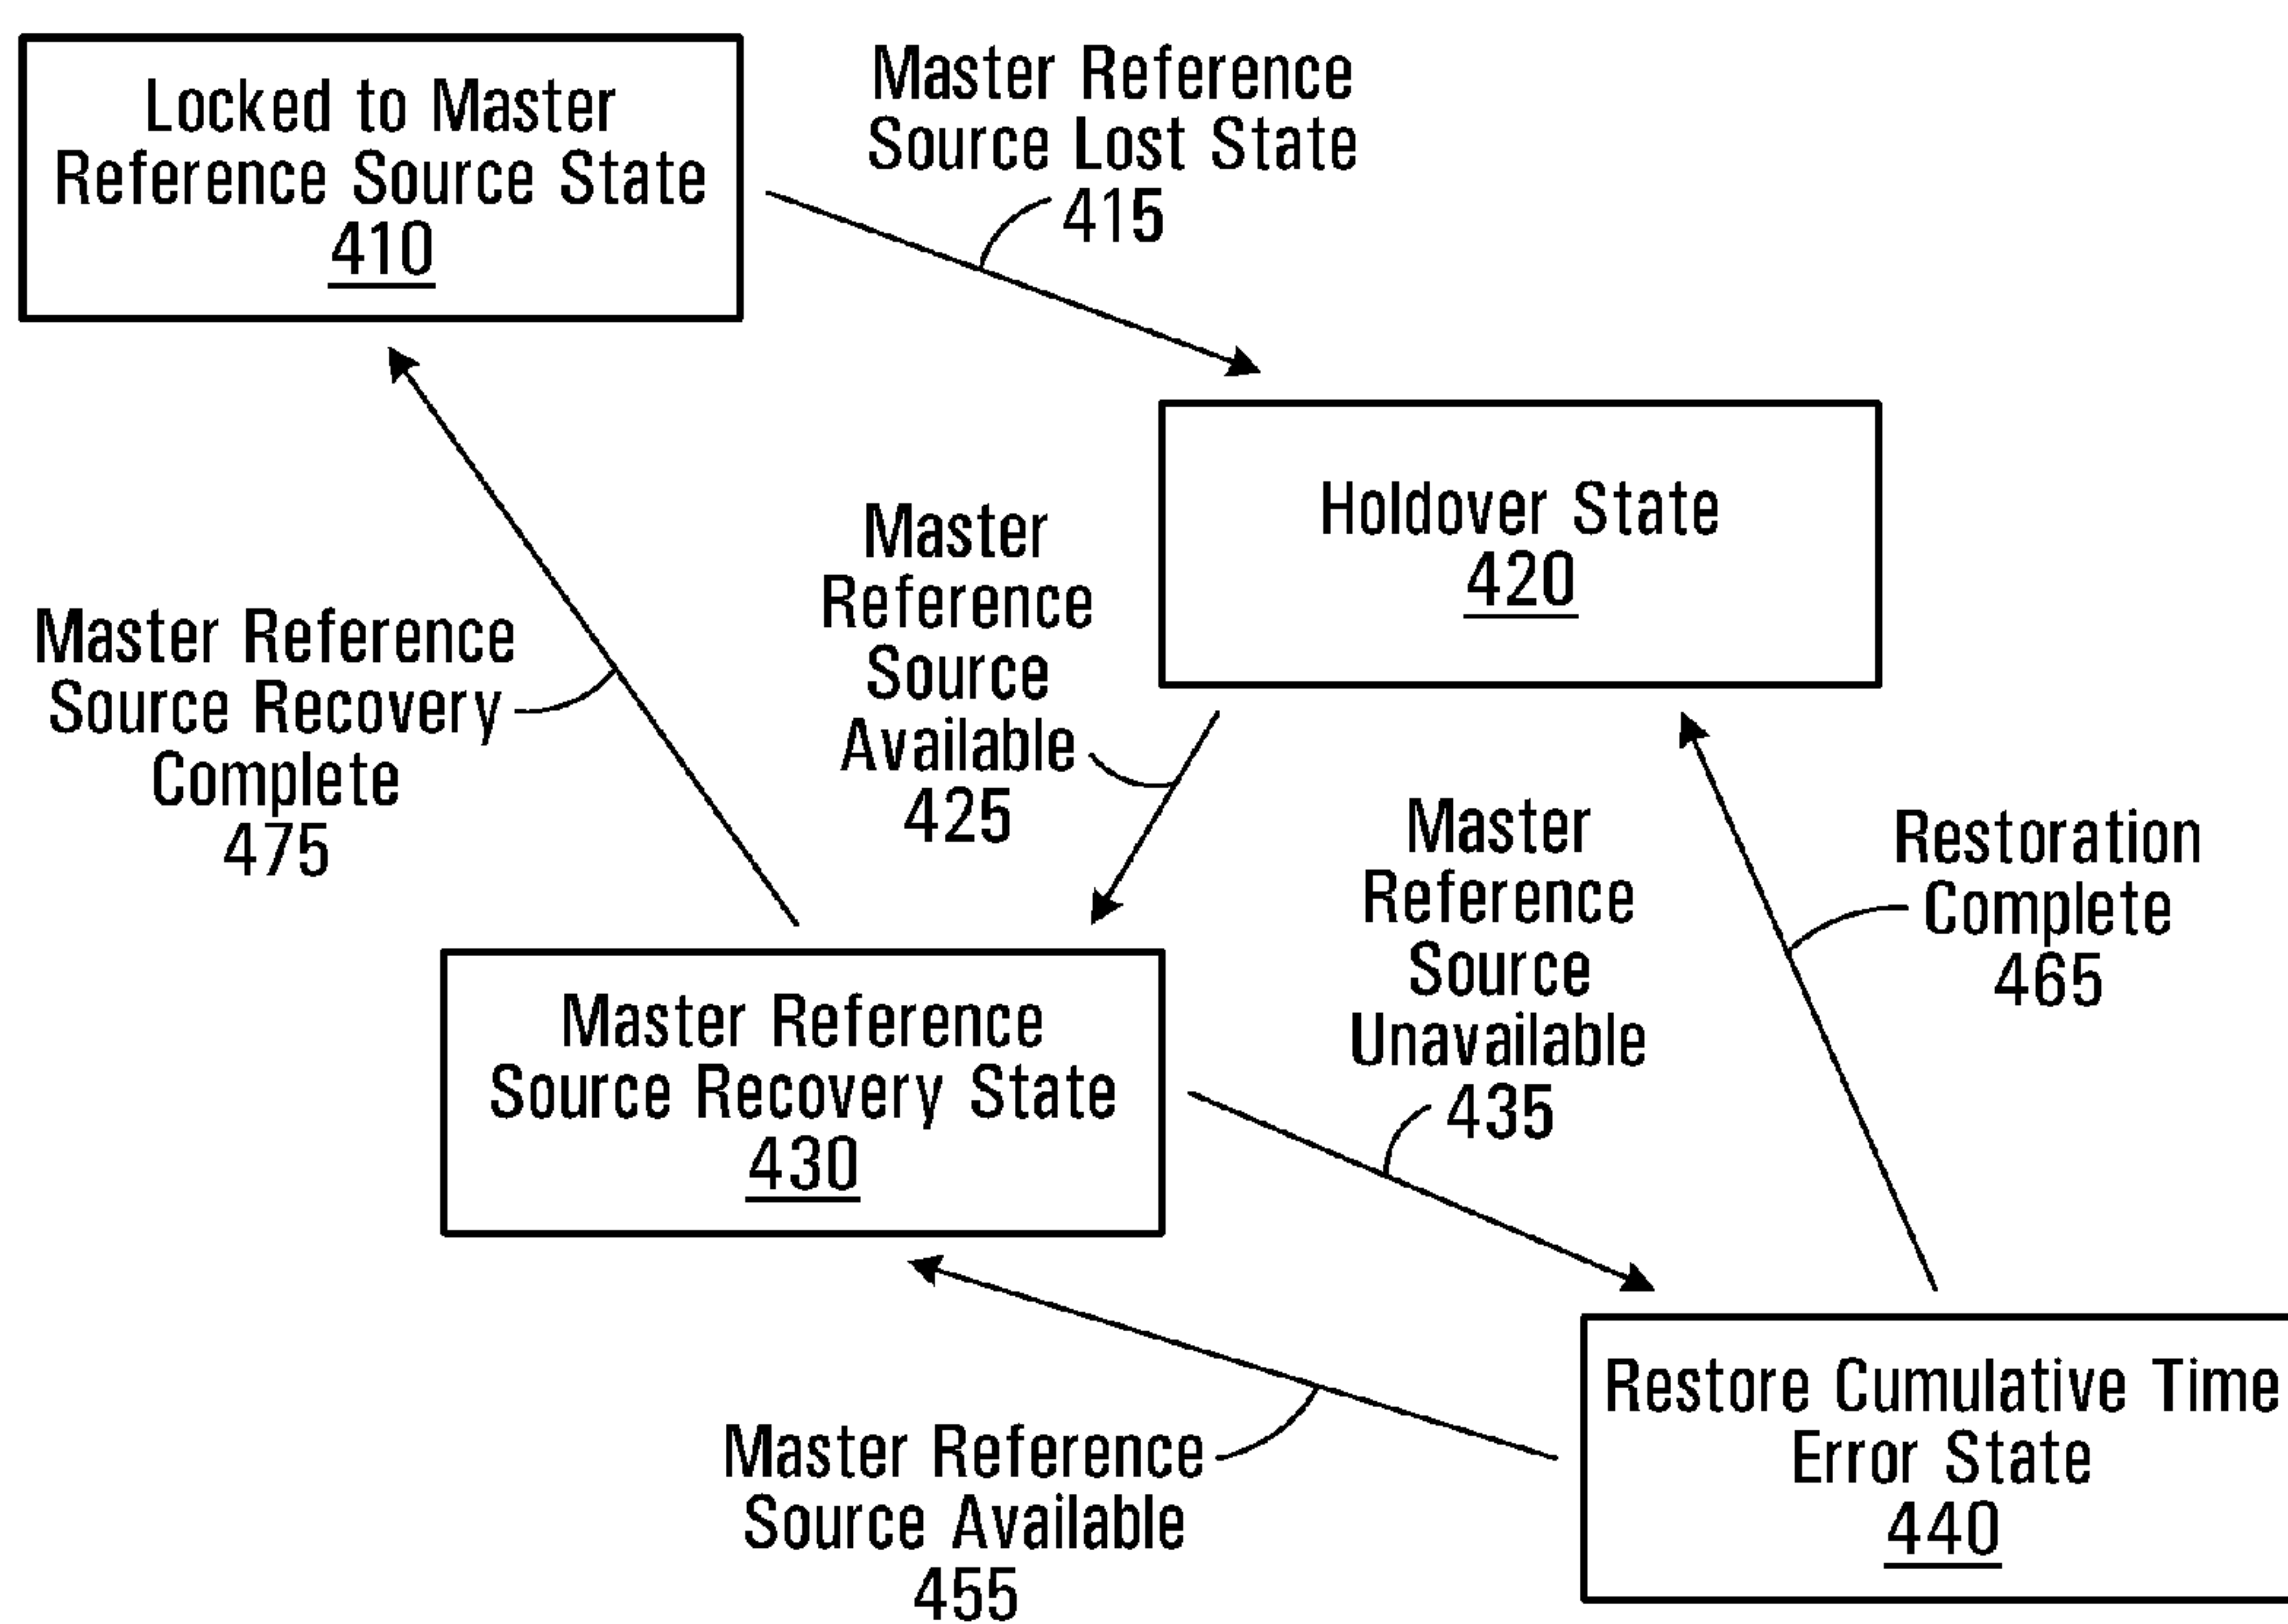 Locked to Master
Reference Source State
410
Master Reference
Source Lost State
415
Holdover State
420
Master
Reference
Source
Available
425
Master Reference
Source Recovery
Complete
475
Master
Reference
Source
Unavailable
435
Restoration
Complete
465
Master Reference
Source Recovery State
430
Restore Cumulative Time
Error State
440
Master Reference
Source Available
455